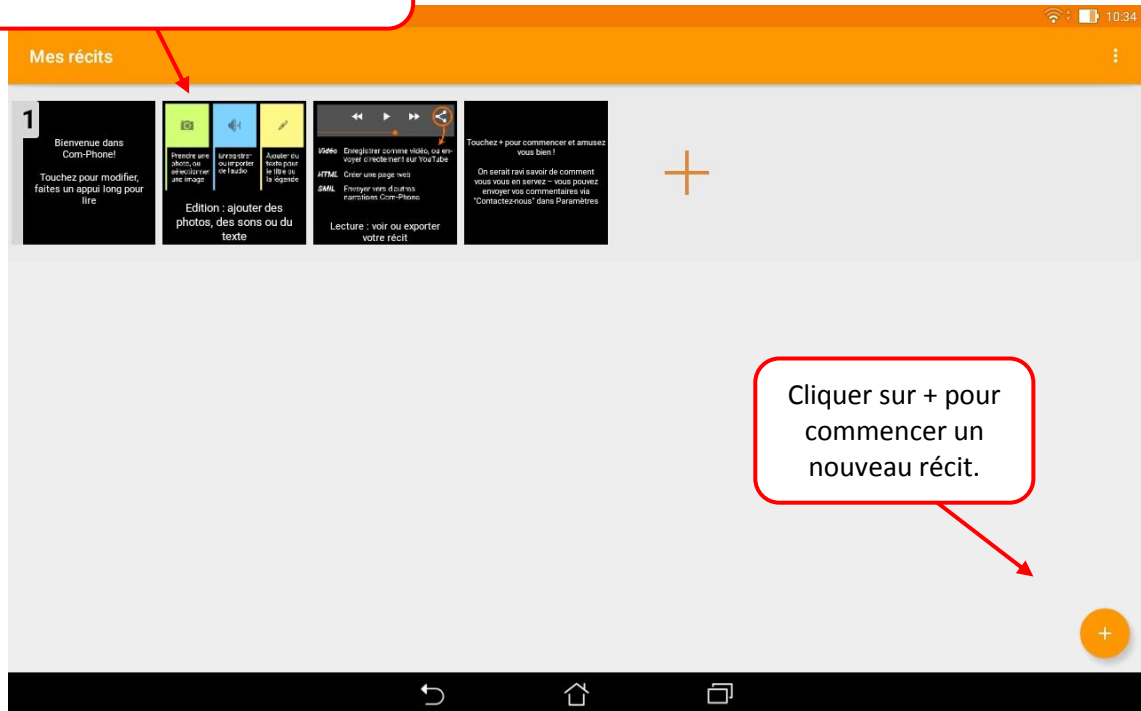 10:34
Mes récits
1
Bienvenue dans
Com-Phone!
Touchez pour modifier,
faites un appui long pour
lire
Prendre une
photo, ou
sélectionner
une image
Enregistrer
ou importer
de l'audio
Ajouter du
texte pour
le titre ou
la légende
Edition : ajouter des
photos, des sons ou du
texte
Vidéo Enregistrer comme vidéo, ou en-
voyer directement sur YouTube
HTML Créer une page web
SMIL Envoyer vers d'autres
narrations Com-Phone
Lecture : voir ou exporter
votre récit
Touchez + pour commencer et amusez
vous bien !
On serait ravi savoir de comment
vous vous en servez – vous pouvez
envoyer vos commentaires via
"Contactez-nous" dans Paramètres
Cliquer sur + pour
commencer un
nouveau récit.